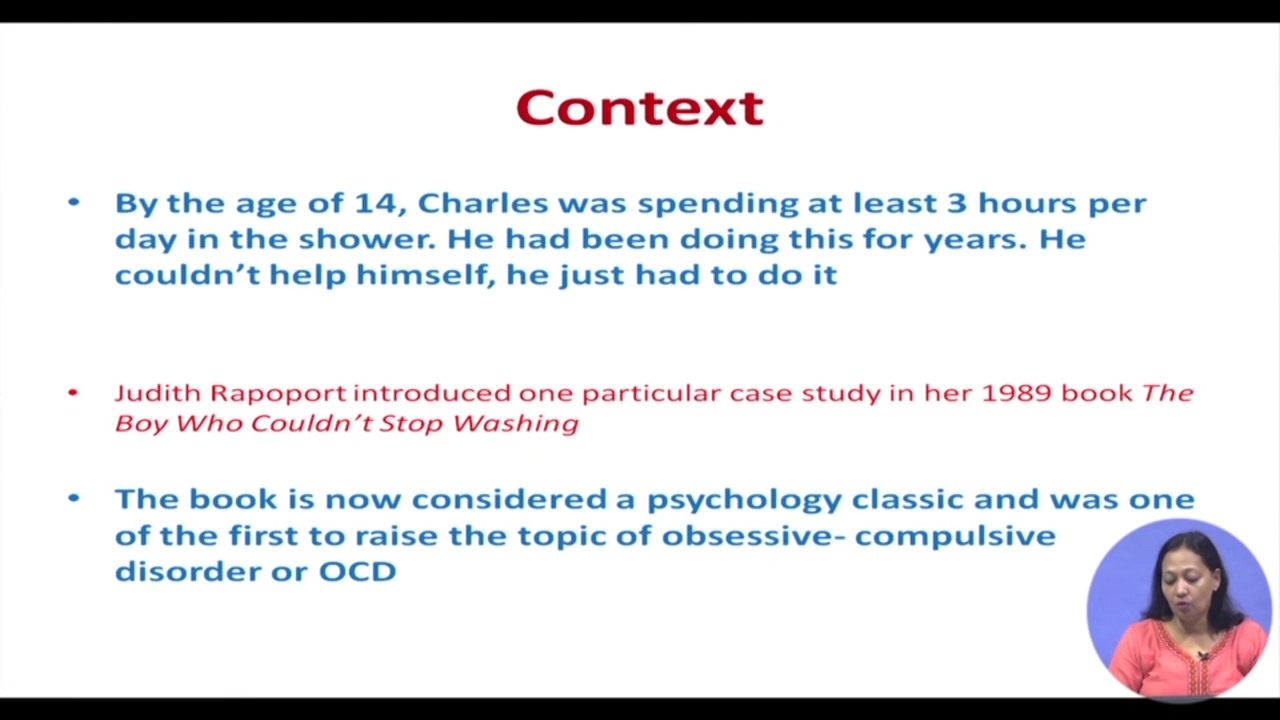 Context
• By the age of 14, Charles was spending at least 3 hours per
day in the shower. He had been doing this for years. He
couldn’t help himself, he just had to do it
• Judith Rapoport introduced one particular case study in her 1989 book The
Boy Who Couldn’t Stop Washing
• The book is now considered a psychology classic and was one
of the first to raise the topic of obsessive- compulsive
disorder or OCD